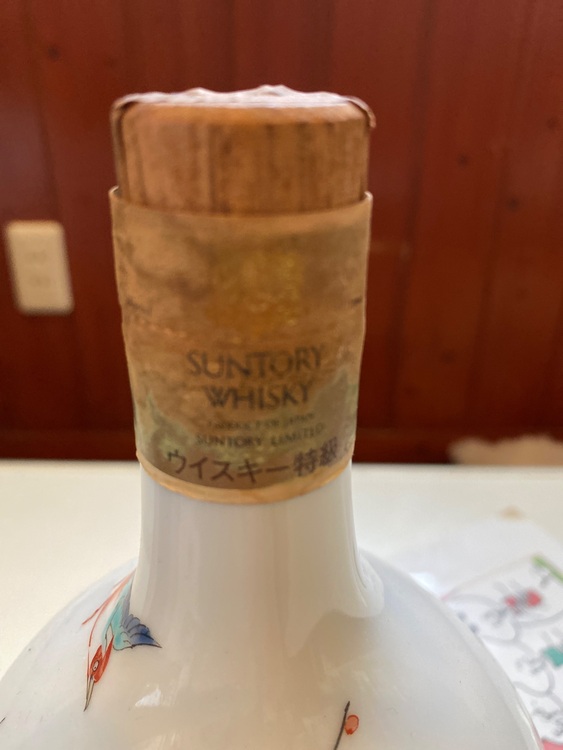 SUNTORY
WHISKY
PRODUCT OF JAPAN
SUNTORY LIMITED
ウイスキー特級